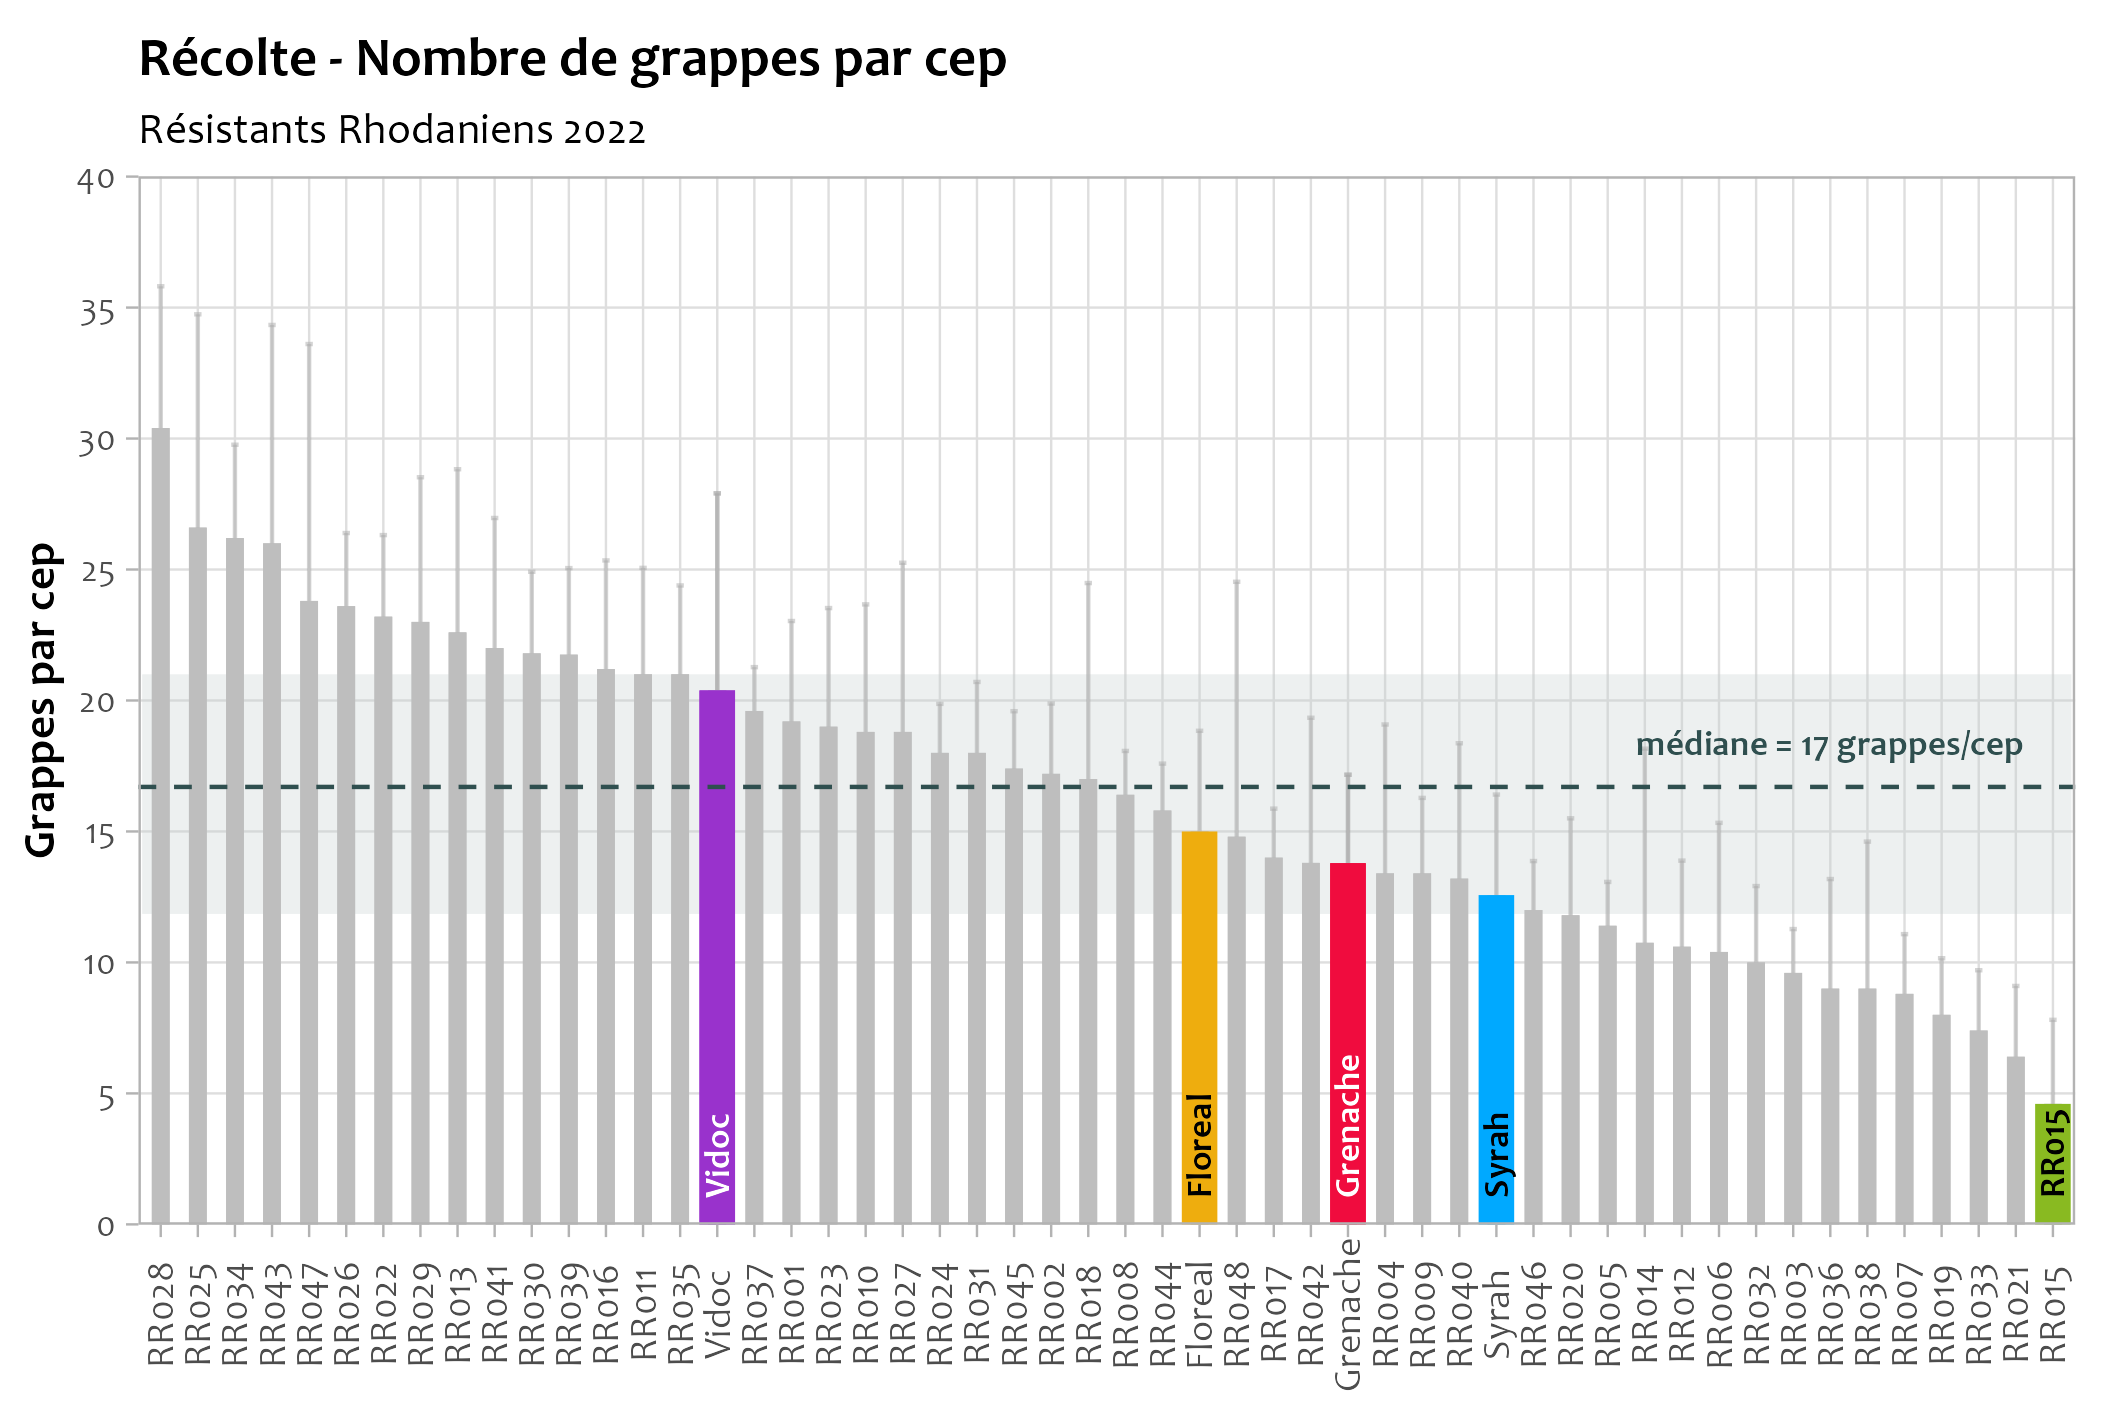 Récolte - Nombre de grappes par cep
Résistants Rhodaniens 2022
Grappes par cep
40
35
30
25
20
15
10
5
0
médiane = 17 grappes/cep
Vidoc
Floreal
Grenache
Syrah
RR015
RR028
RR025
RR034
RR043
RR047
RR026
RR022
RR029
RR013
RR041
RR030
RR039
RR016
RR011
RR035
Vidoc
RR037
RR001
RR023
RR010
RR027
RR024
RR031
RR045
RR002
RR018
RR008
RR044
Floreal
RR048
RR017
RR042
Grenache
RR004
RR009
RR040
Syrah
RR046
RR020
RR005
RR014
RR012
RR006
RR032
RR003
RR036
RR038
RR007
RR019
RR033
RR021
RR015